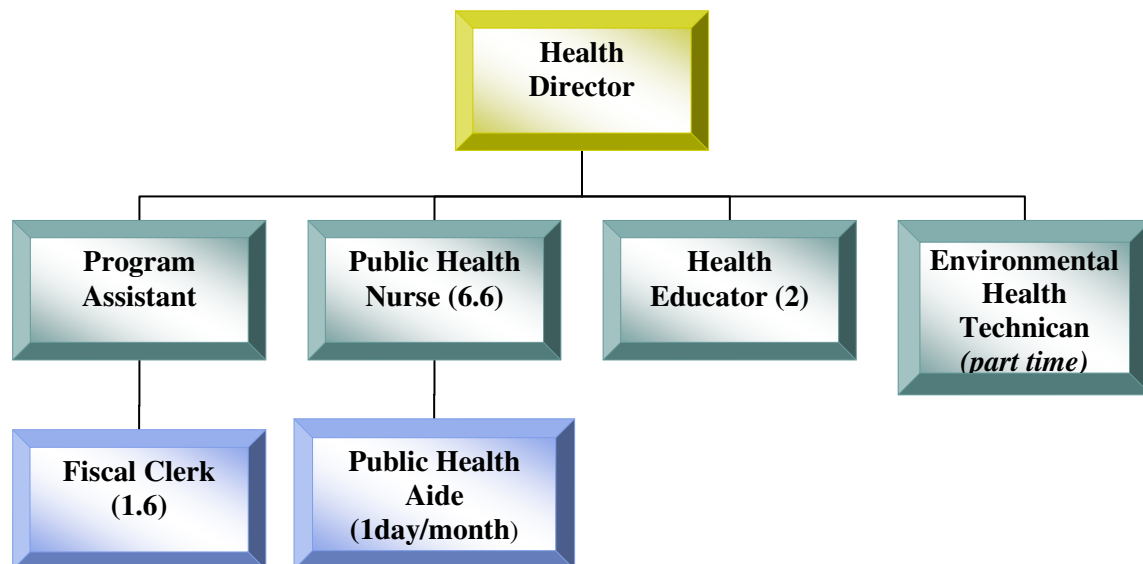 Health
Director
Program
Assistant
Public Health
Nurse (6.6)
Health
Educator (2)
Environmental
Health
Technican
(part time)
Fiscal Clerk
(1.6)
Public Health
Aide
(1day/month)